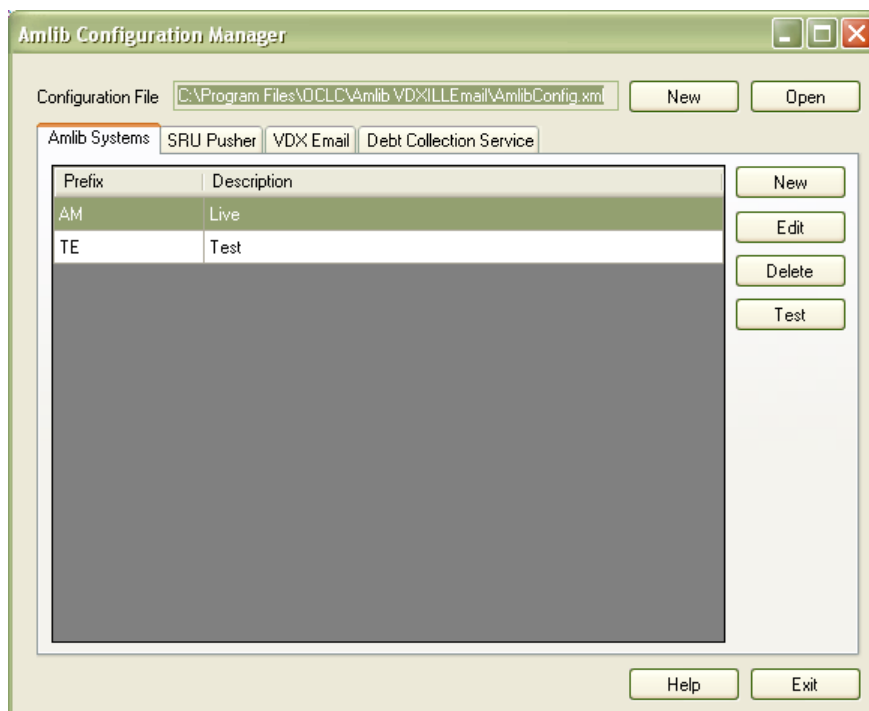 Amlib Configuration Manager
Configuration File C:\Program Files\OCLC\Amlib VDXILLEmail\AmlibConfig.xml New Open
Amlib Systems SRU Pusher VDX Email Debt Collection Service
Prefix Description New
AM Live Edit
TE Test
Delete
Test
Help Exit